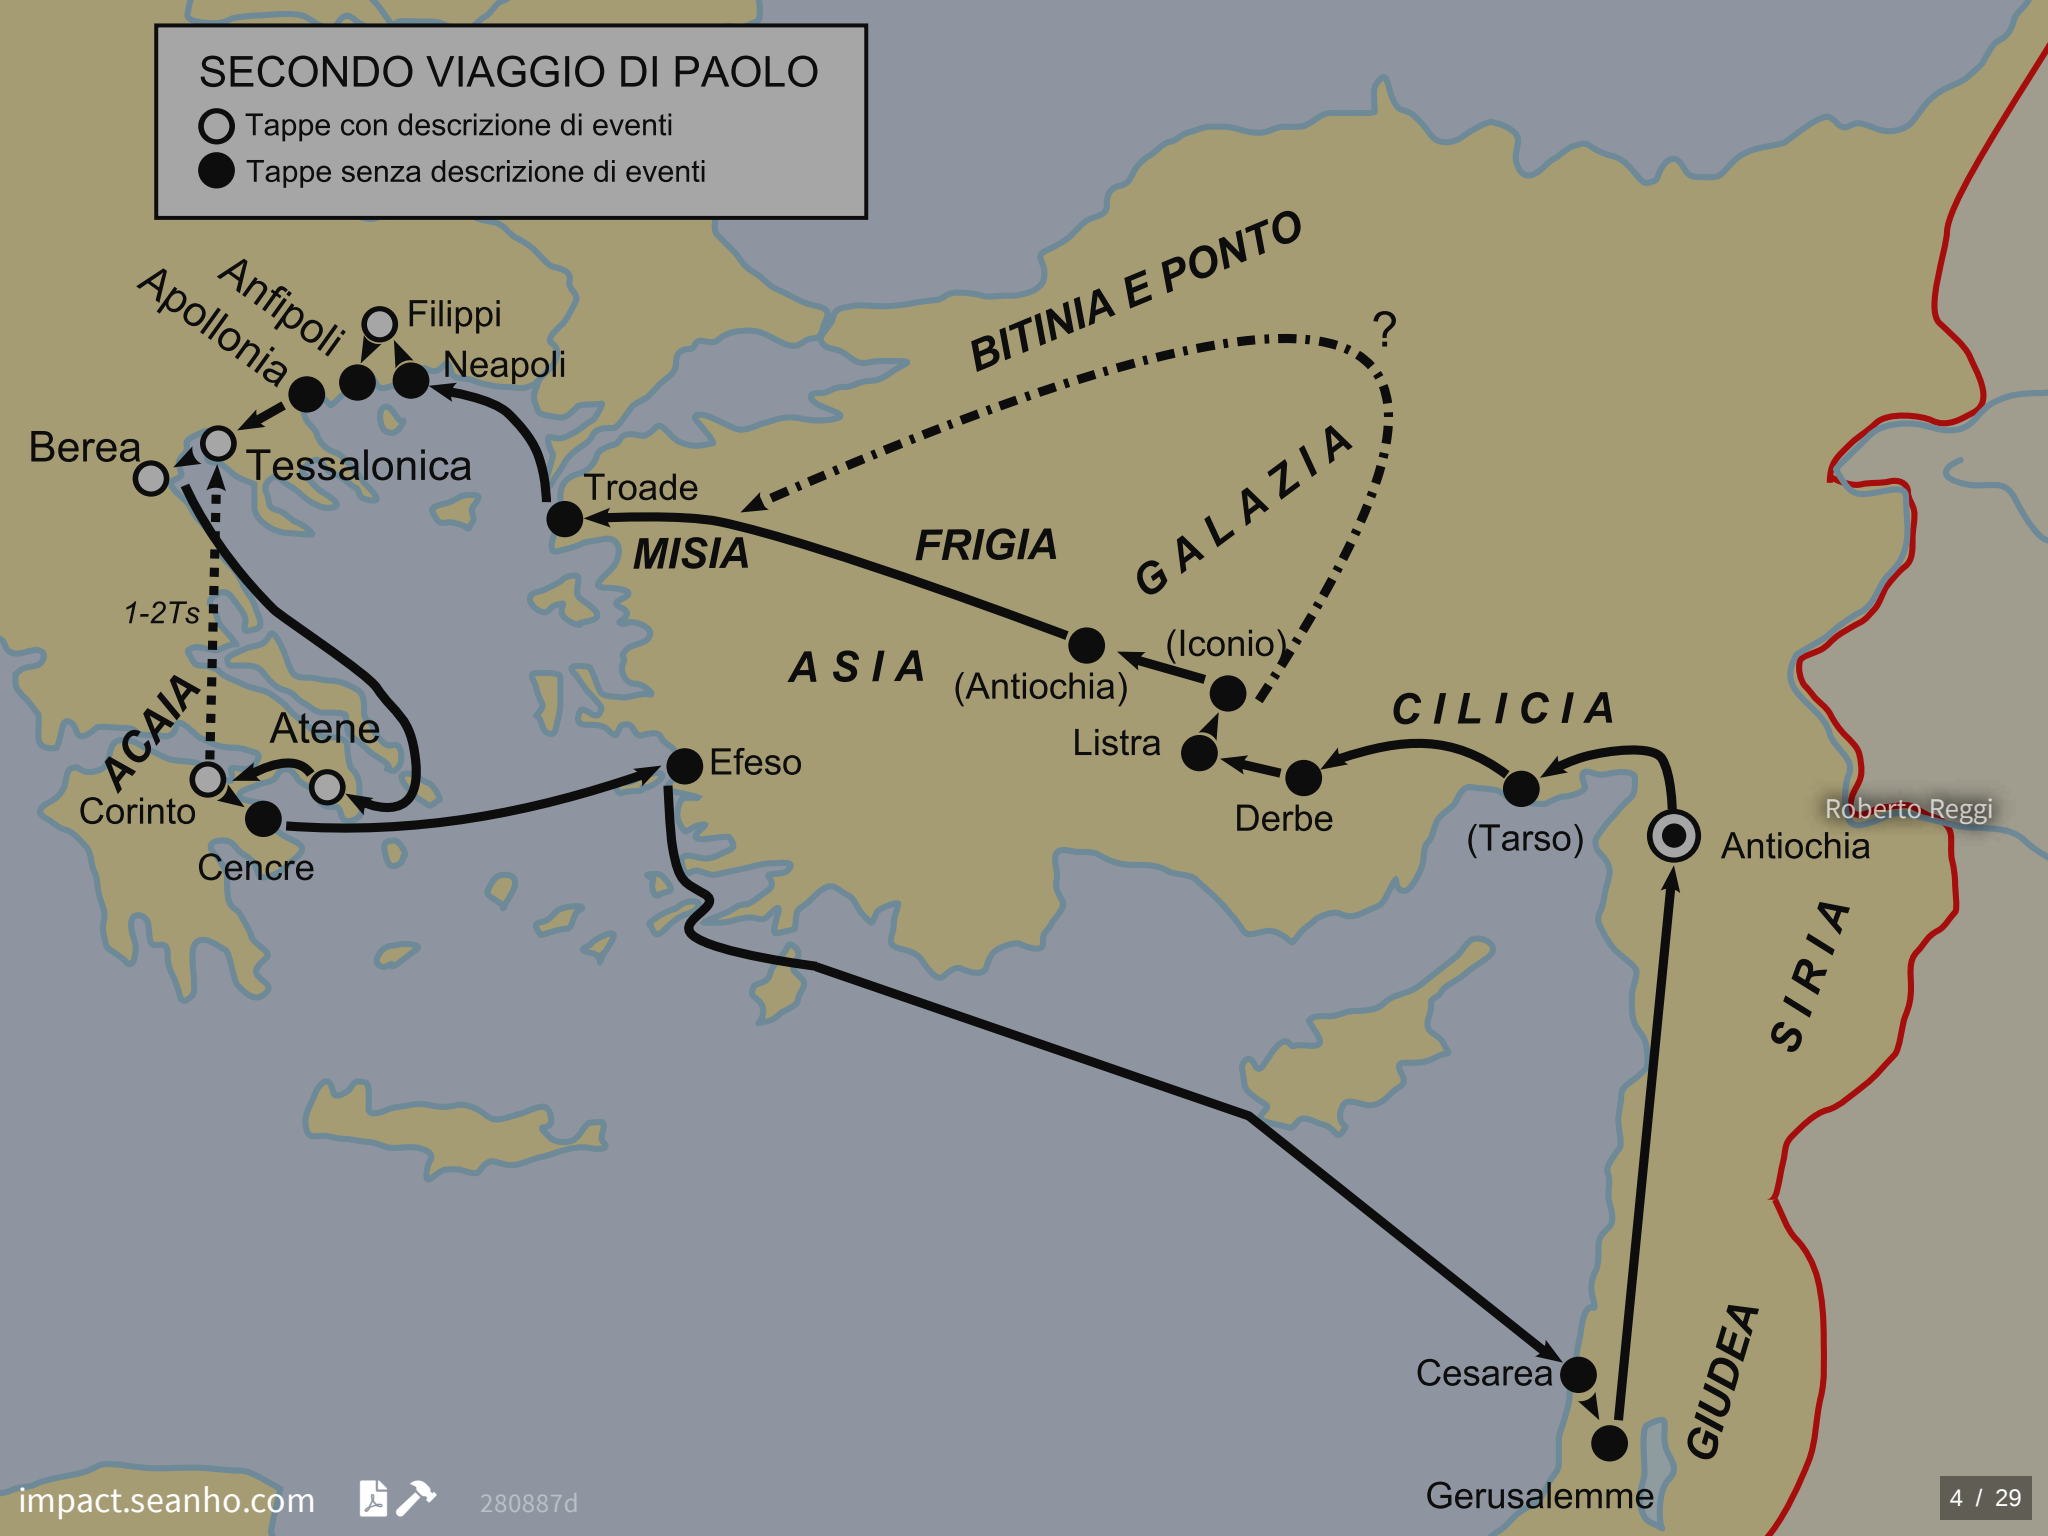 SECONDO VIAGGIO DI PAOLO
Tappe con descrizione di eventi
Tappe senza descrizione di eventi
BITINIA E PONTO
?
Anfipoli
Apollonia
Filippi
Neapoli
Berea
Tessalonica
Troade
MISIA
FRIGIA
GALAZIA
1-2Ts
ASIA
(Iconio)
(Antiochia)
CILICIA
ACAIA
Atene
Listra
Efeso
Corinto
Derbe
(Tarso)
Roberto Reggi
Antiochia
Cencre
SIRIA
Cesarea
GIUDEA
Gerusalemme
impact.seanho.com
280887d
4 / 29